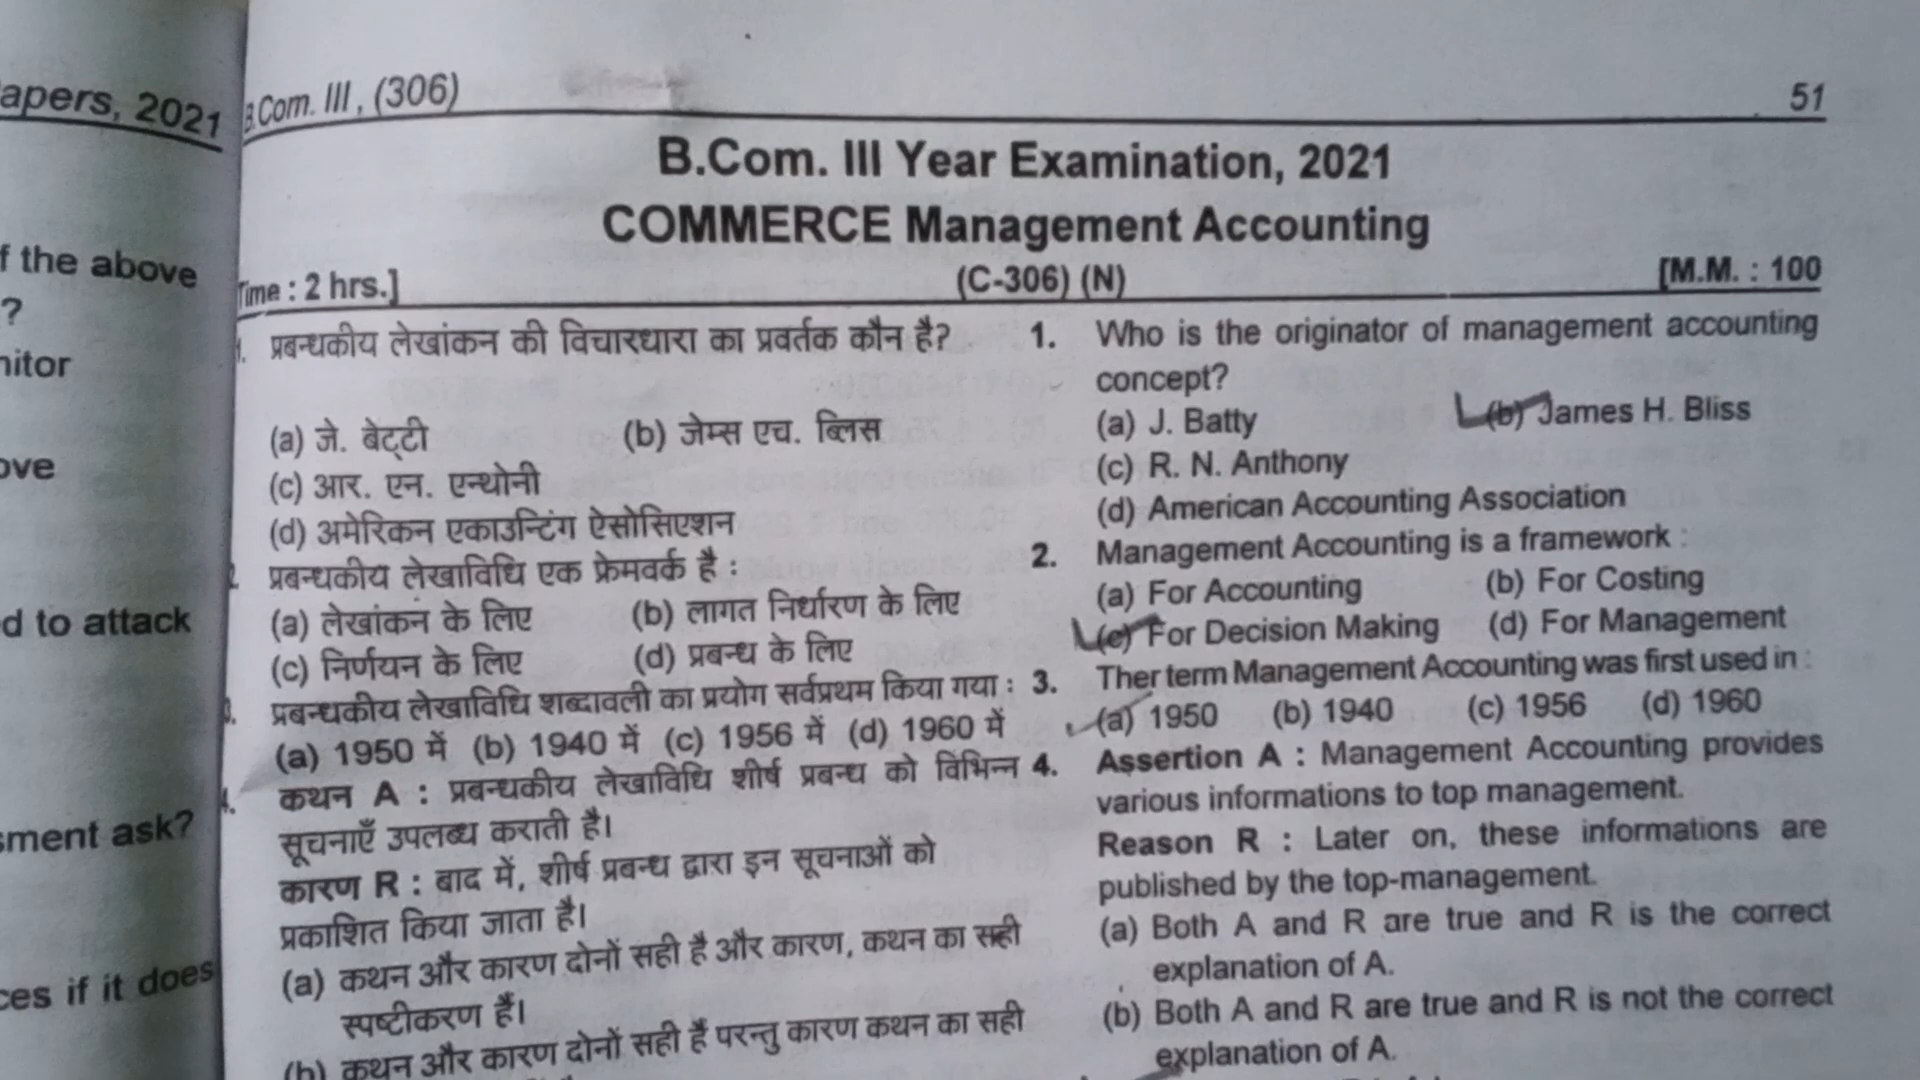 apers, 2021
f the above
?
nitor
ove
d to attack
sment ask?
ces if it does
B.Com. III, (306)
51
B.Com. III Year Examination, 2021
COMMERCE Management Accounting
Time : 2 hrs.]
(C-306) (N)
[M.M. : 100
1. प्रबन्धकीय लेखांकन की विचारधारा का प्रवर्तक कौन है?
(a) जे. बेट्टी (b) जेम्स एच. ब्लिस
(c) आर. एन. एन्थोनी
(d) अमेरिकन एकाउन्टिंग ऐसोसिएशन
2. प्रबन्धकीय लेखाविधि एक फ्रेमवर्क है :
(a) लेखांकन के लिए (b) लागत निर्धारण के लिए
(c) निर्णयन के लिए (d) प्रबन्ध के लिए
3. प्रबन्धकीय लेखाविधि शब्दावली का प्रयोग सर्वप्रथम किया गया :
(a) 1950 में (b) 1940 में (c) 1956 में (d) 1960 में
4. कथन A : प्रबन्धकीय लेखाविधि शीर्ष प्रबन्ध को विभिन्न
सूचनाएँ उपलब्ध कराती है।
कारण R : बाद में, शीर्ष प्रबन्ध द्वारा इन सूचनाओं को
प्रकाशित किया जाता है।
(a) कथन और कारण दोनों सही है और कारण, कथन का सही
स्पष्टीकरण हैं।
(b) कथन और कारण दोनों सही हैं परन्तु कारण कथन का सही
1. Who is the originator of management accounting
concept?
(a) J. Batty (b) James H. Bliss
(c) R. N. Anthony
(d) American Accounting Association
2. Management Accounting is a framework :
(a) For Accounting (b) For Costing
(c) For Decision Making (d) For Management
3. Ther term Management Accounting was first used in :
(a) 1950 (b) 1940 (c) 1956 (d) 1960
4. Assertion A : Management Accounting provides
various informations to top management.
Reason R : Later on, these informations are
published by the top-management.
(a) Both A and R are true and R is the correct
explanation of A.
(b) Both A and R are true and R is not the correct
explanation of A.